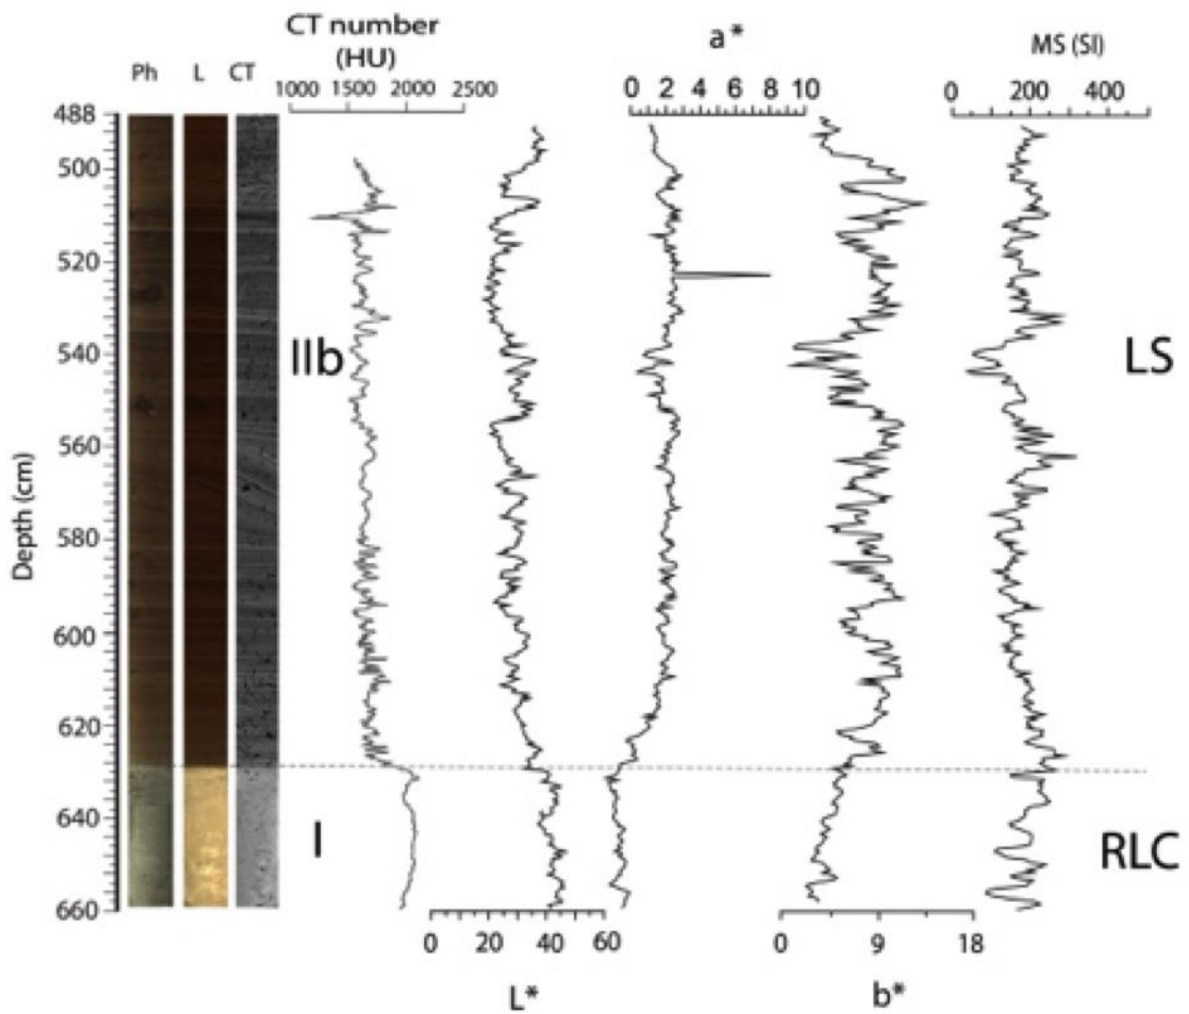 CT number
(HU)
a*
MS (SI)
Ph L CT
1000 1500 2000 2500
0 2 4 6 8 10
0 200 400
488
500
520
IIb
540
LS
560
Depth (cm)
580
600
620
640
I
RLC
660
0 20 40 60
0 9 18
L*
b*